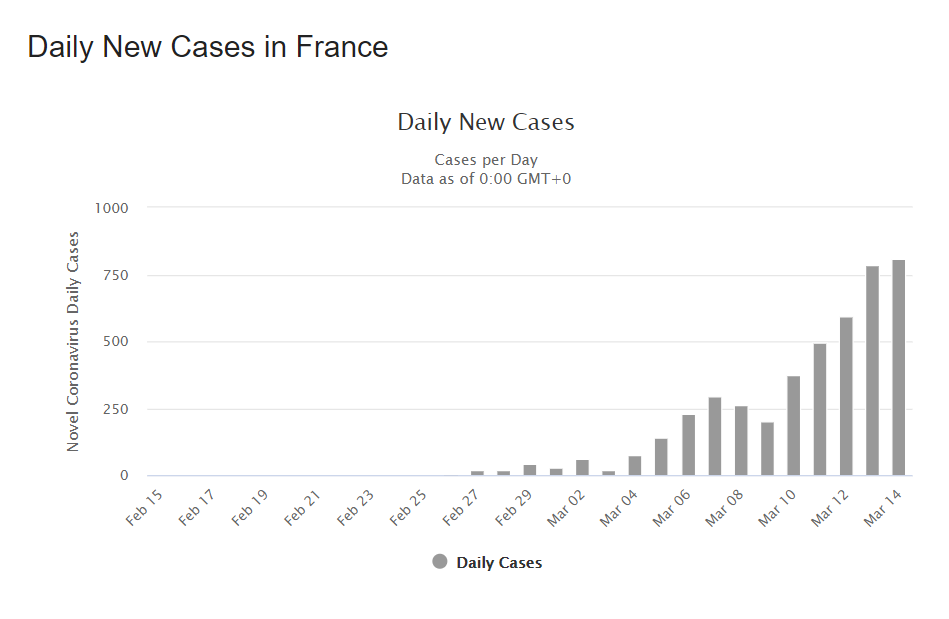 Daily New Cases in France
Daily New Cases
Cases per Day
Data as of 0:00 GMT+0
Novel Coronavirus Daily Cases
1000
750
500
250
0
Feb 15
Feb 17
Feb 19
Feb 21
Feb 23
Feb 25
Feb 27
Feb 29
Mar 02
Mar 04
Mar 06
Mar 08
Mar 10
Mar 12
Mar 14
Daily Cases